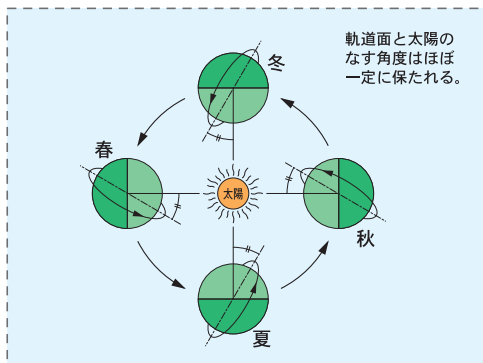 軌道面と太陽の
なす角度はほぼ
一定に保たれる。
冬
春
太陽
秋
夏